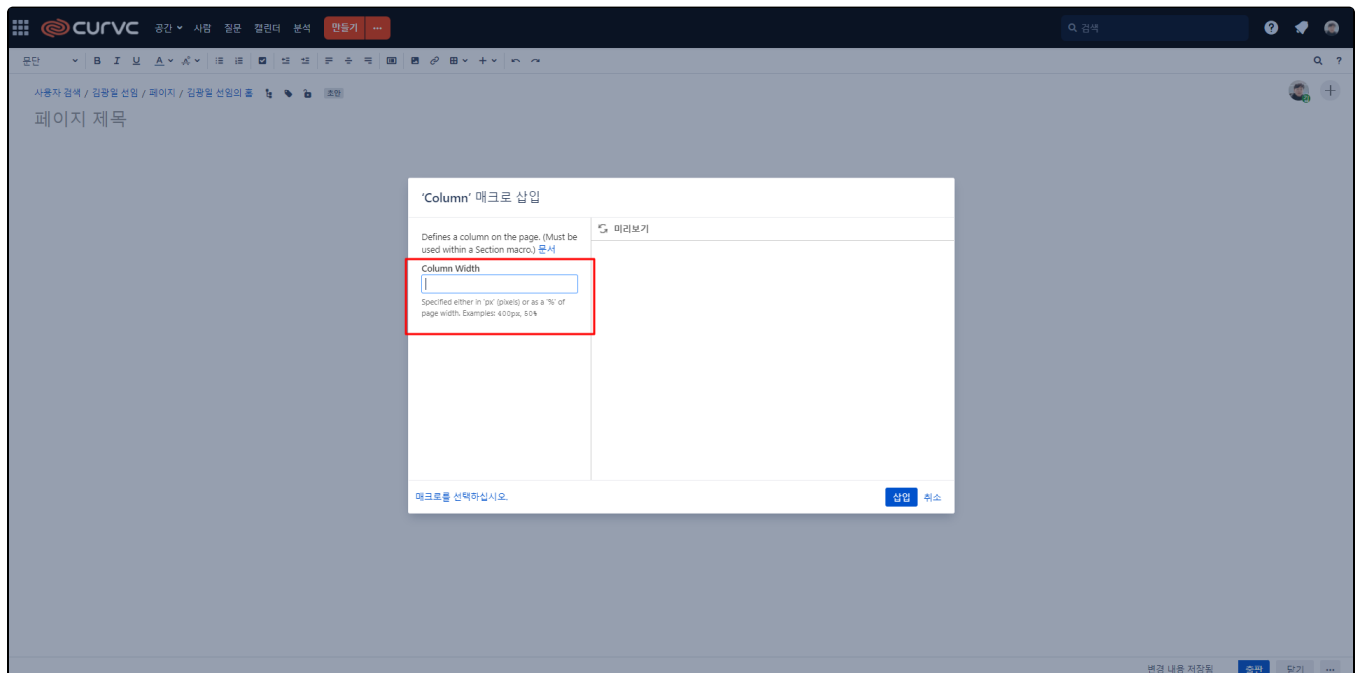 CURVC 공간 사람 질문 캘린더 분석 만들기 ... 검색
문단 B I U A
사용자 검색 / 김광일 선임 / 페이지 / 김광일 선임의 홈 초안
페이지 제목
'Column' 매크로 삽입
Defines a column on the page. (Must be
used within a Section macro.) 문서
Column Width
Specified either in 'px' (pixels) or as a '%' of
page width. Examples: 400px, 50%
미리보기
매크로를 선택하십시오.
삽입 취소
변경 내용 저장됨 출판 닫기 ...